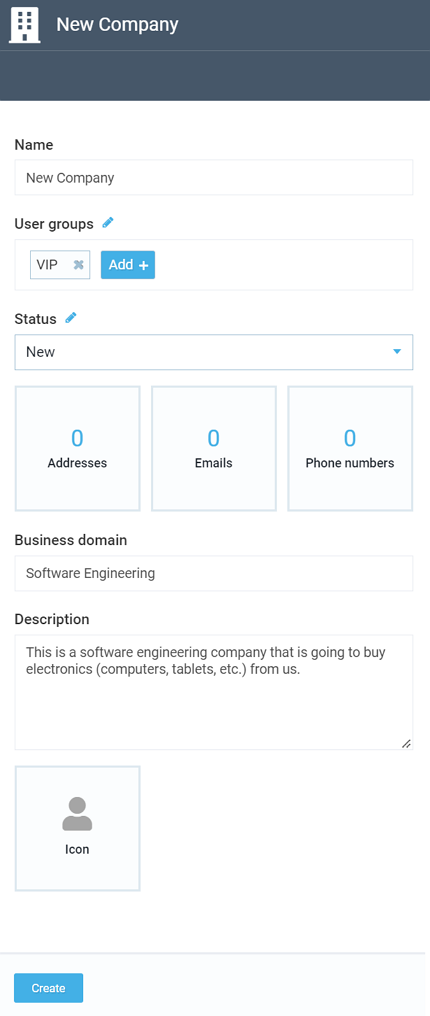 New Company
Name
New Company
User groups
VIP Add +
Status
New
0 0 0
Addresses Emails Phone numbers
Business domain
Software Engineering
Description
This is a software engineering company that is going to buy
electronics (computers, tablets, etc.) from us.
Icon
Create